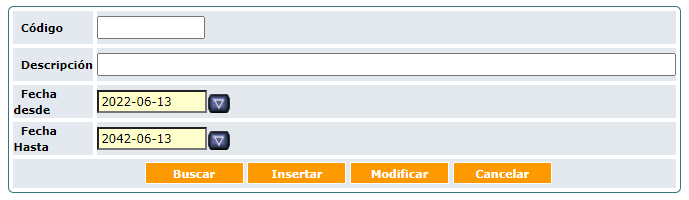 Código
Descripción
Fecha
desde 2022-06-13
Fecha
Hasta 2042-06-13
Buscar Insertar Modificar Cancelar